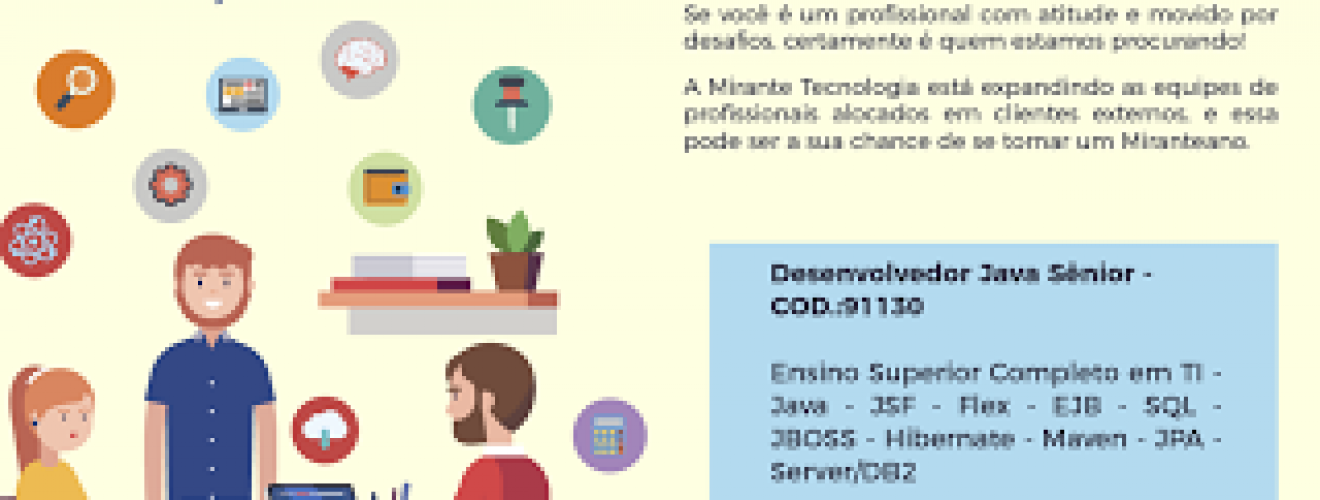 Se você é um profissional com atitude e movido por
desafios, certamente é quem estamos procurando!
A Mirante Tecnologia está expandindo as equipes de
profissionais alocados em clientes externos, e essa
pode ser a sua chance de se tornar um Miranteano.
Desenvolvedor Java Sênior -
COD.:91130
Ensino Superior Completo em TI -
Java - JSF - Flex - EJB - SQL -
JBOSS - Hibernate - Maven - JPA -
Server/DB2